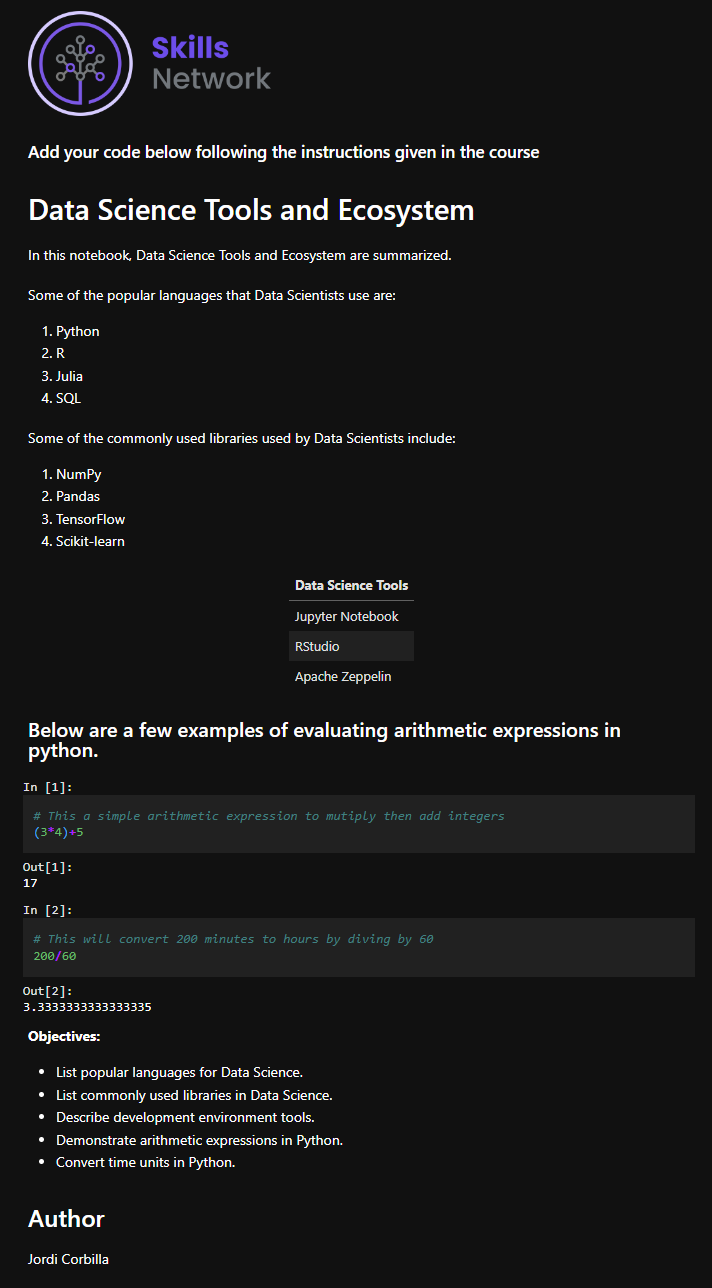 Skills
Network
Add your code below following the instructions given in the course
Data Science Tools and Ecosystem
In this notebook, Data Science Tools and Ecosystem are summarized.
Some of the popular languages that Data Scientists use are:
1. Python
2. R
3. Julia
4. SQL
Some of the commonly used libraries used by Data Scientists include:
1. NumPy
2. Pandas
3. TensorFlow
4. Scikit-learn
Data Science Tools
Jupyter Notebook
RStudio
Apache Zeppelin
Below are a few examples of evaluating arithmetic expressions in
python.
In [1]:
# This a simple arithmetic expression to mutiply then add integers
(3*4)+5
Out[1]:
17
In [2]:
# This will convert 200 minutes to hours by diving by 60
200/60
Out[2]:
3.3333333333333335
Objectives:
• List popular languages for Data Science.
• List commonly used libraries in Data Science.
• Describe development environment tools.
• Demonstrate arithmetic expressions in Python.
• Convert time units in Python.
Author
Jordi Corbilla